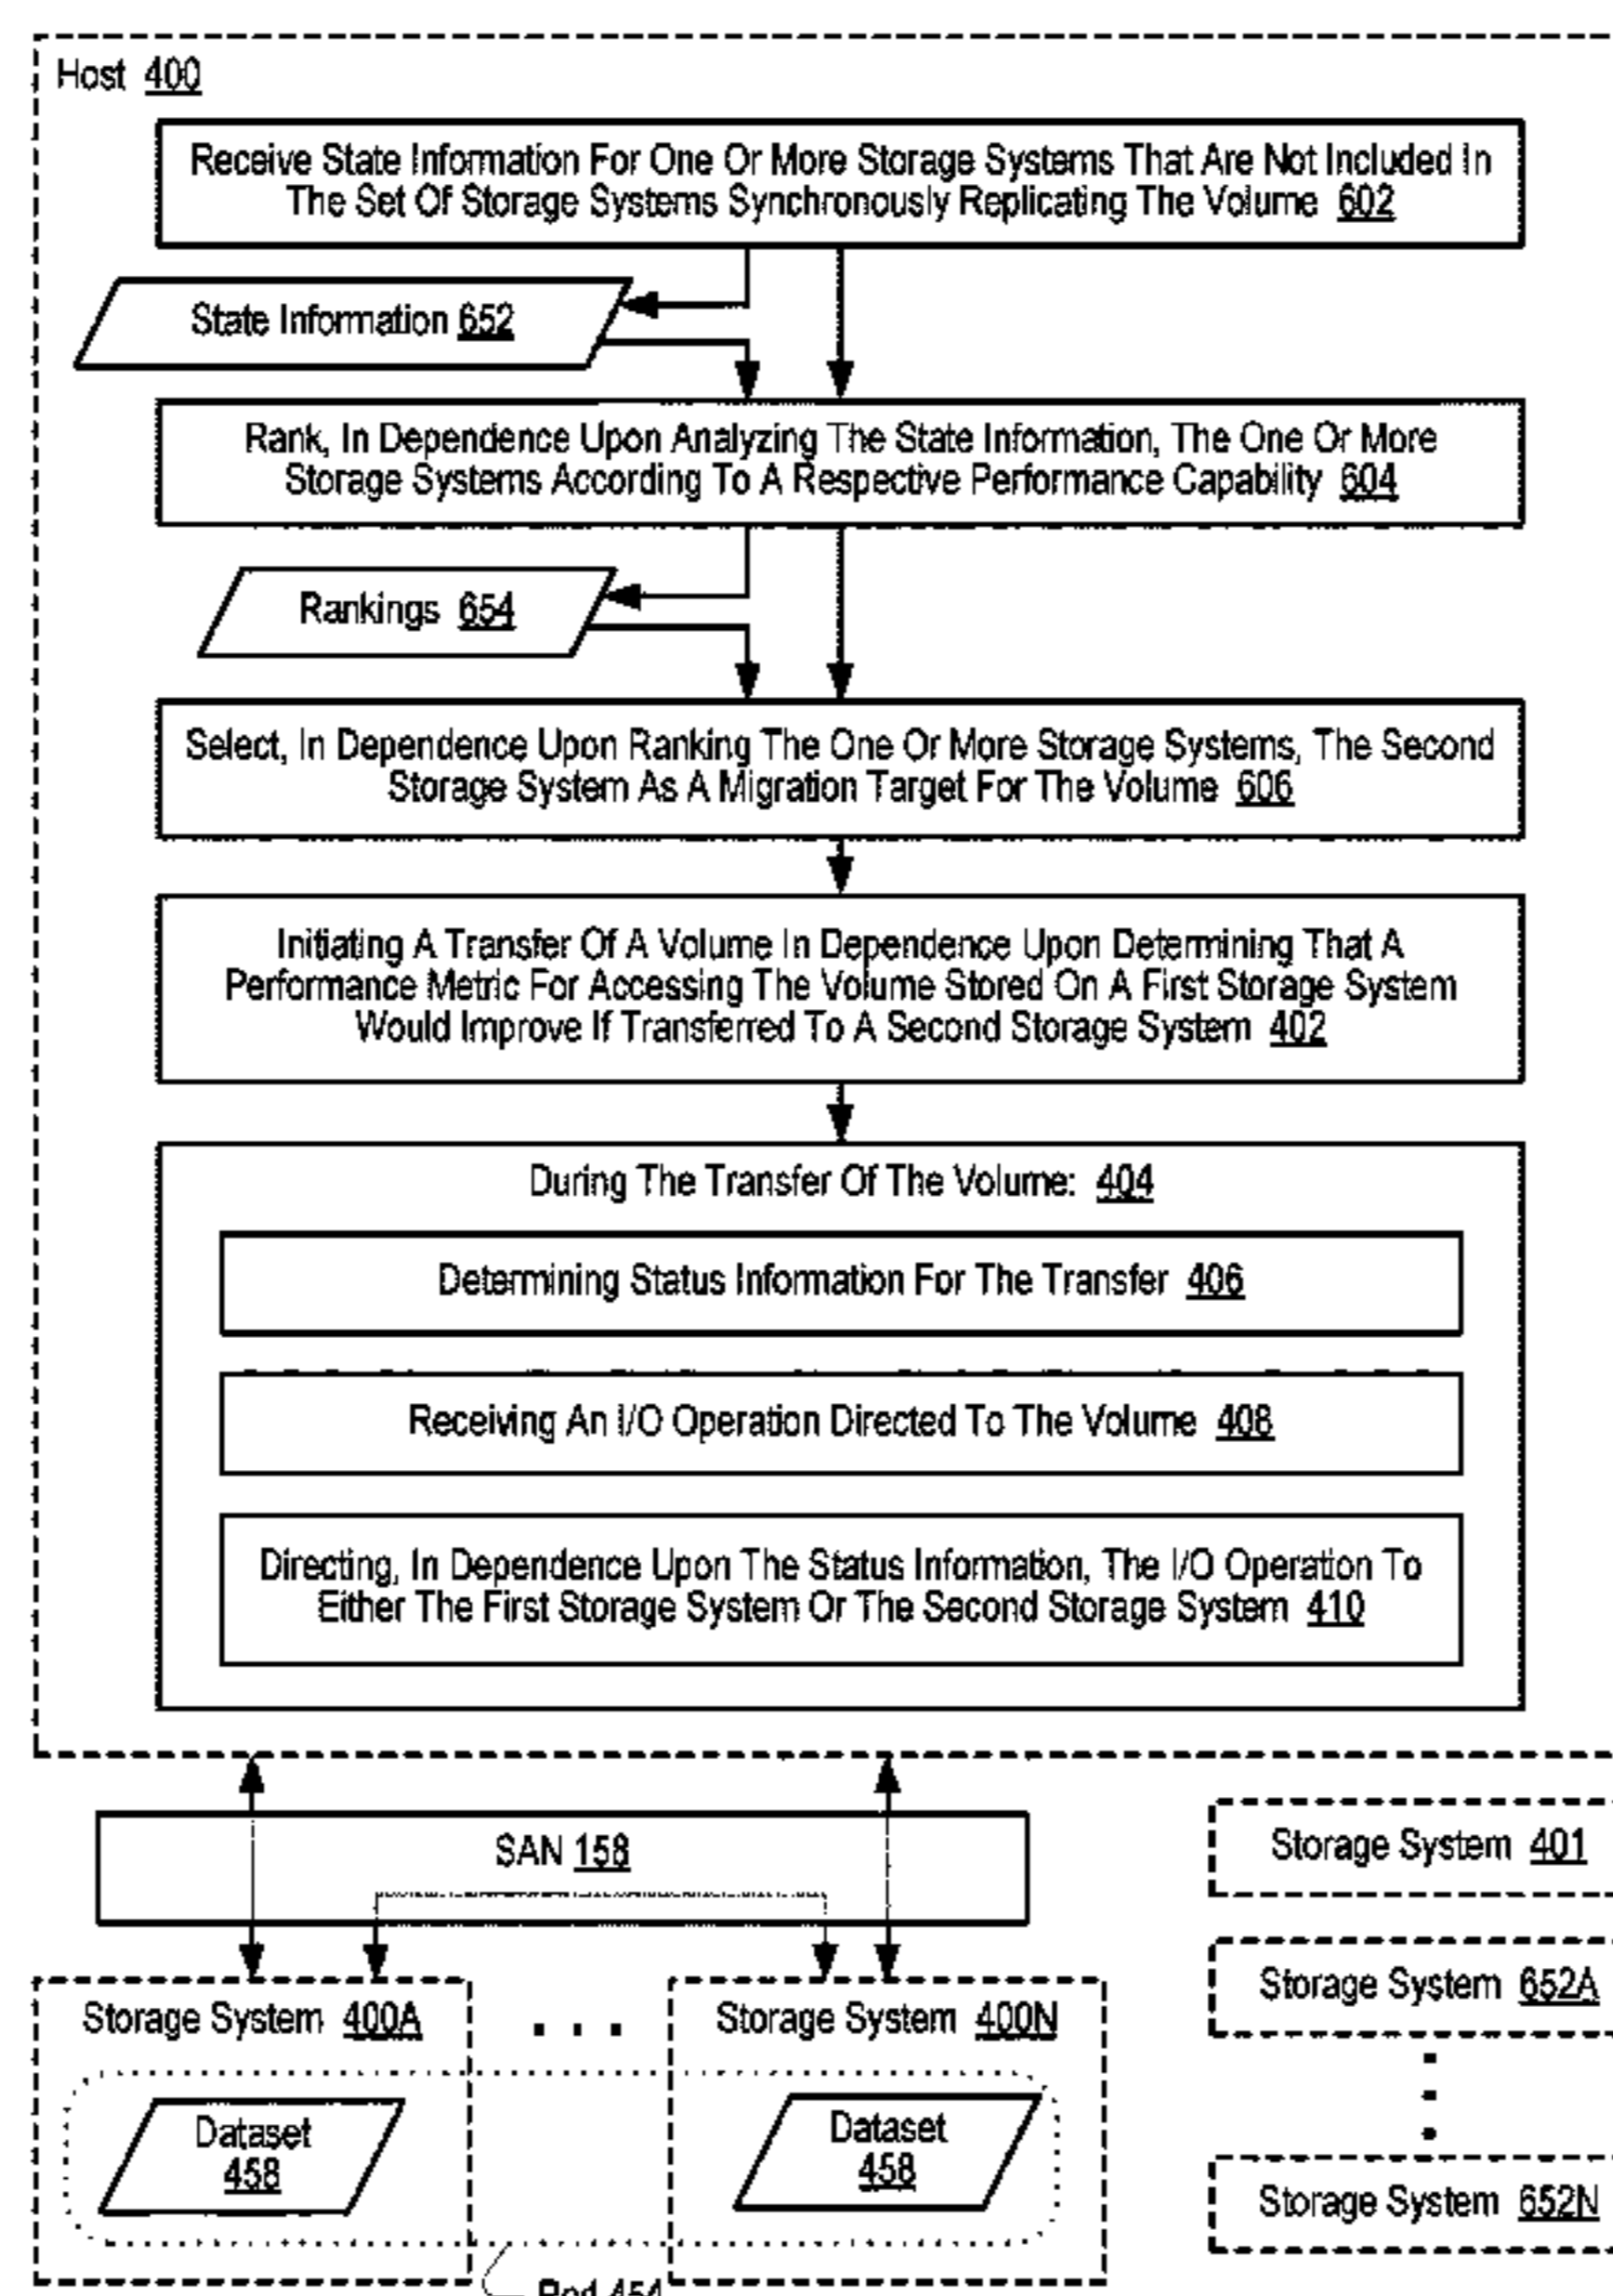 Host 400
Receive State Information For One Or More Storage Systems That Are Not Included In
The Set Of Storage Systems Synchronously Replicating The Volume 602
State Information 652
Rank, In Dependence Upon Analyzing The State Information, The One Or More
Storage Systems According To A Respective Performance Capability 604
Rankings 654
Select, In Dependence Upon Ranking The One Or More Storage Systems, The Second
Storage System As A Migration Target For The Volume 606
Initiating A Transfer Of A Volume In Dependence Upon Determining That A
Performance Metric For Accessing The Volume Stored On A First Storage System
Would Improve If Transferred To A Second Storage System 402
During The Transfer Of The Volume: 404
Determining Status Information For The Transfer 406
Receiving An I/O Operation Directed To The Volume 408
Directing, In Dependence Upon The Status Information, The I/O Operation To
Either The First Storage System Or The Second Storage System 410
SAN 158
Storage System 401
Storage System 652A
Storage System 652N
Storage System 400A
. . .
Storage System 400N
Dataset
458
Dataset
458
Pod 454